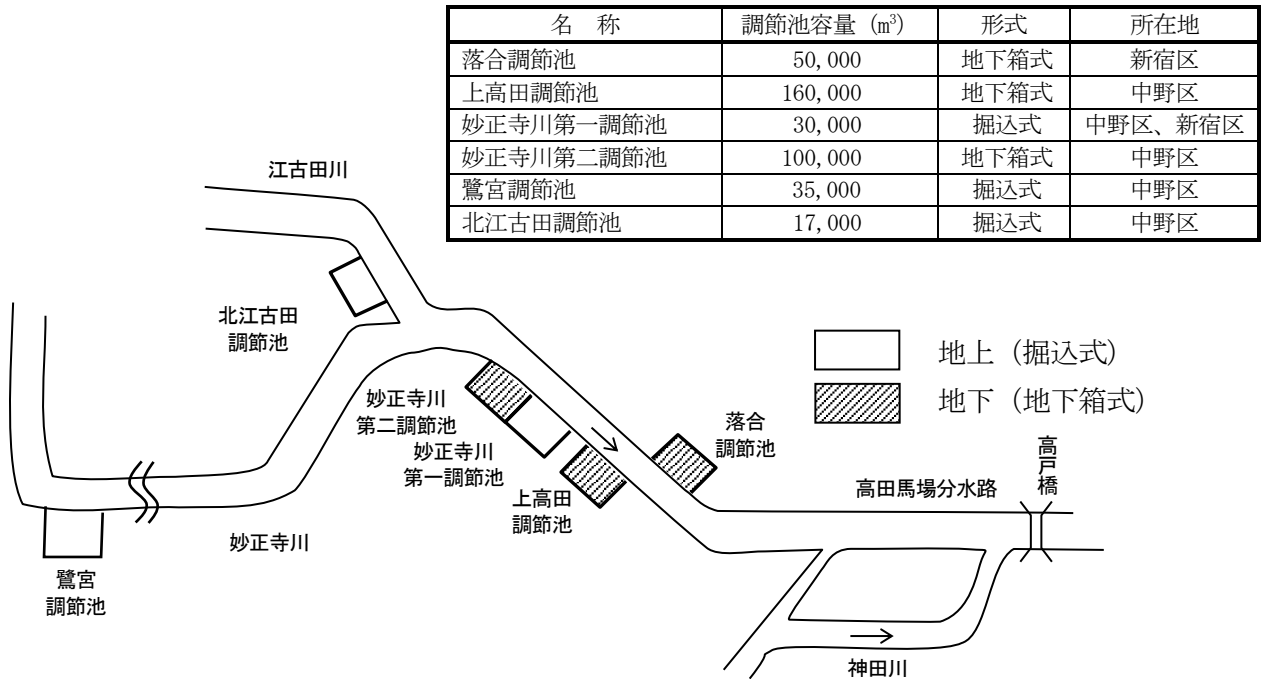 名　称 調節池容量（㎥） 形式 所在地
落合調節池 50,000 地下箱式 新宿区
上高田調節池 160,000 地下箱式 中野区
妙正寺川第一調節池 30,000 掘込式 中野区、新宿区
妙正寺川第二調節池 100,000 地下箱式 中野区
鷺宮調節池 35,000 掘込式 中野区
北江古田調節池 17,000 掘込式 中野区
江古田川
北江古田
調節池
地上（掘込式）
地下（地下箱式）
妙正寺川
第二調節池
妙正寺川
第一調節池
落合
調節池
上高田
調節池
高田馬場分水路
高戸橋
妙正寺川
鷺宮
調節池
神田川